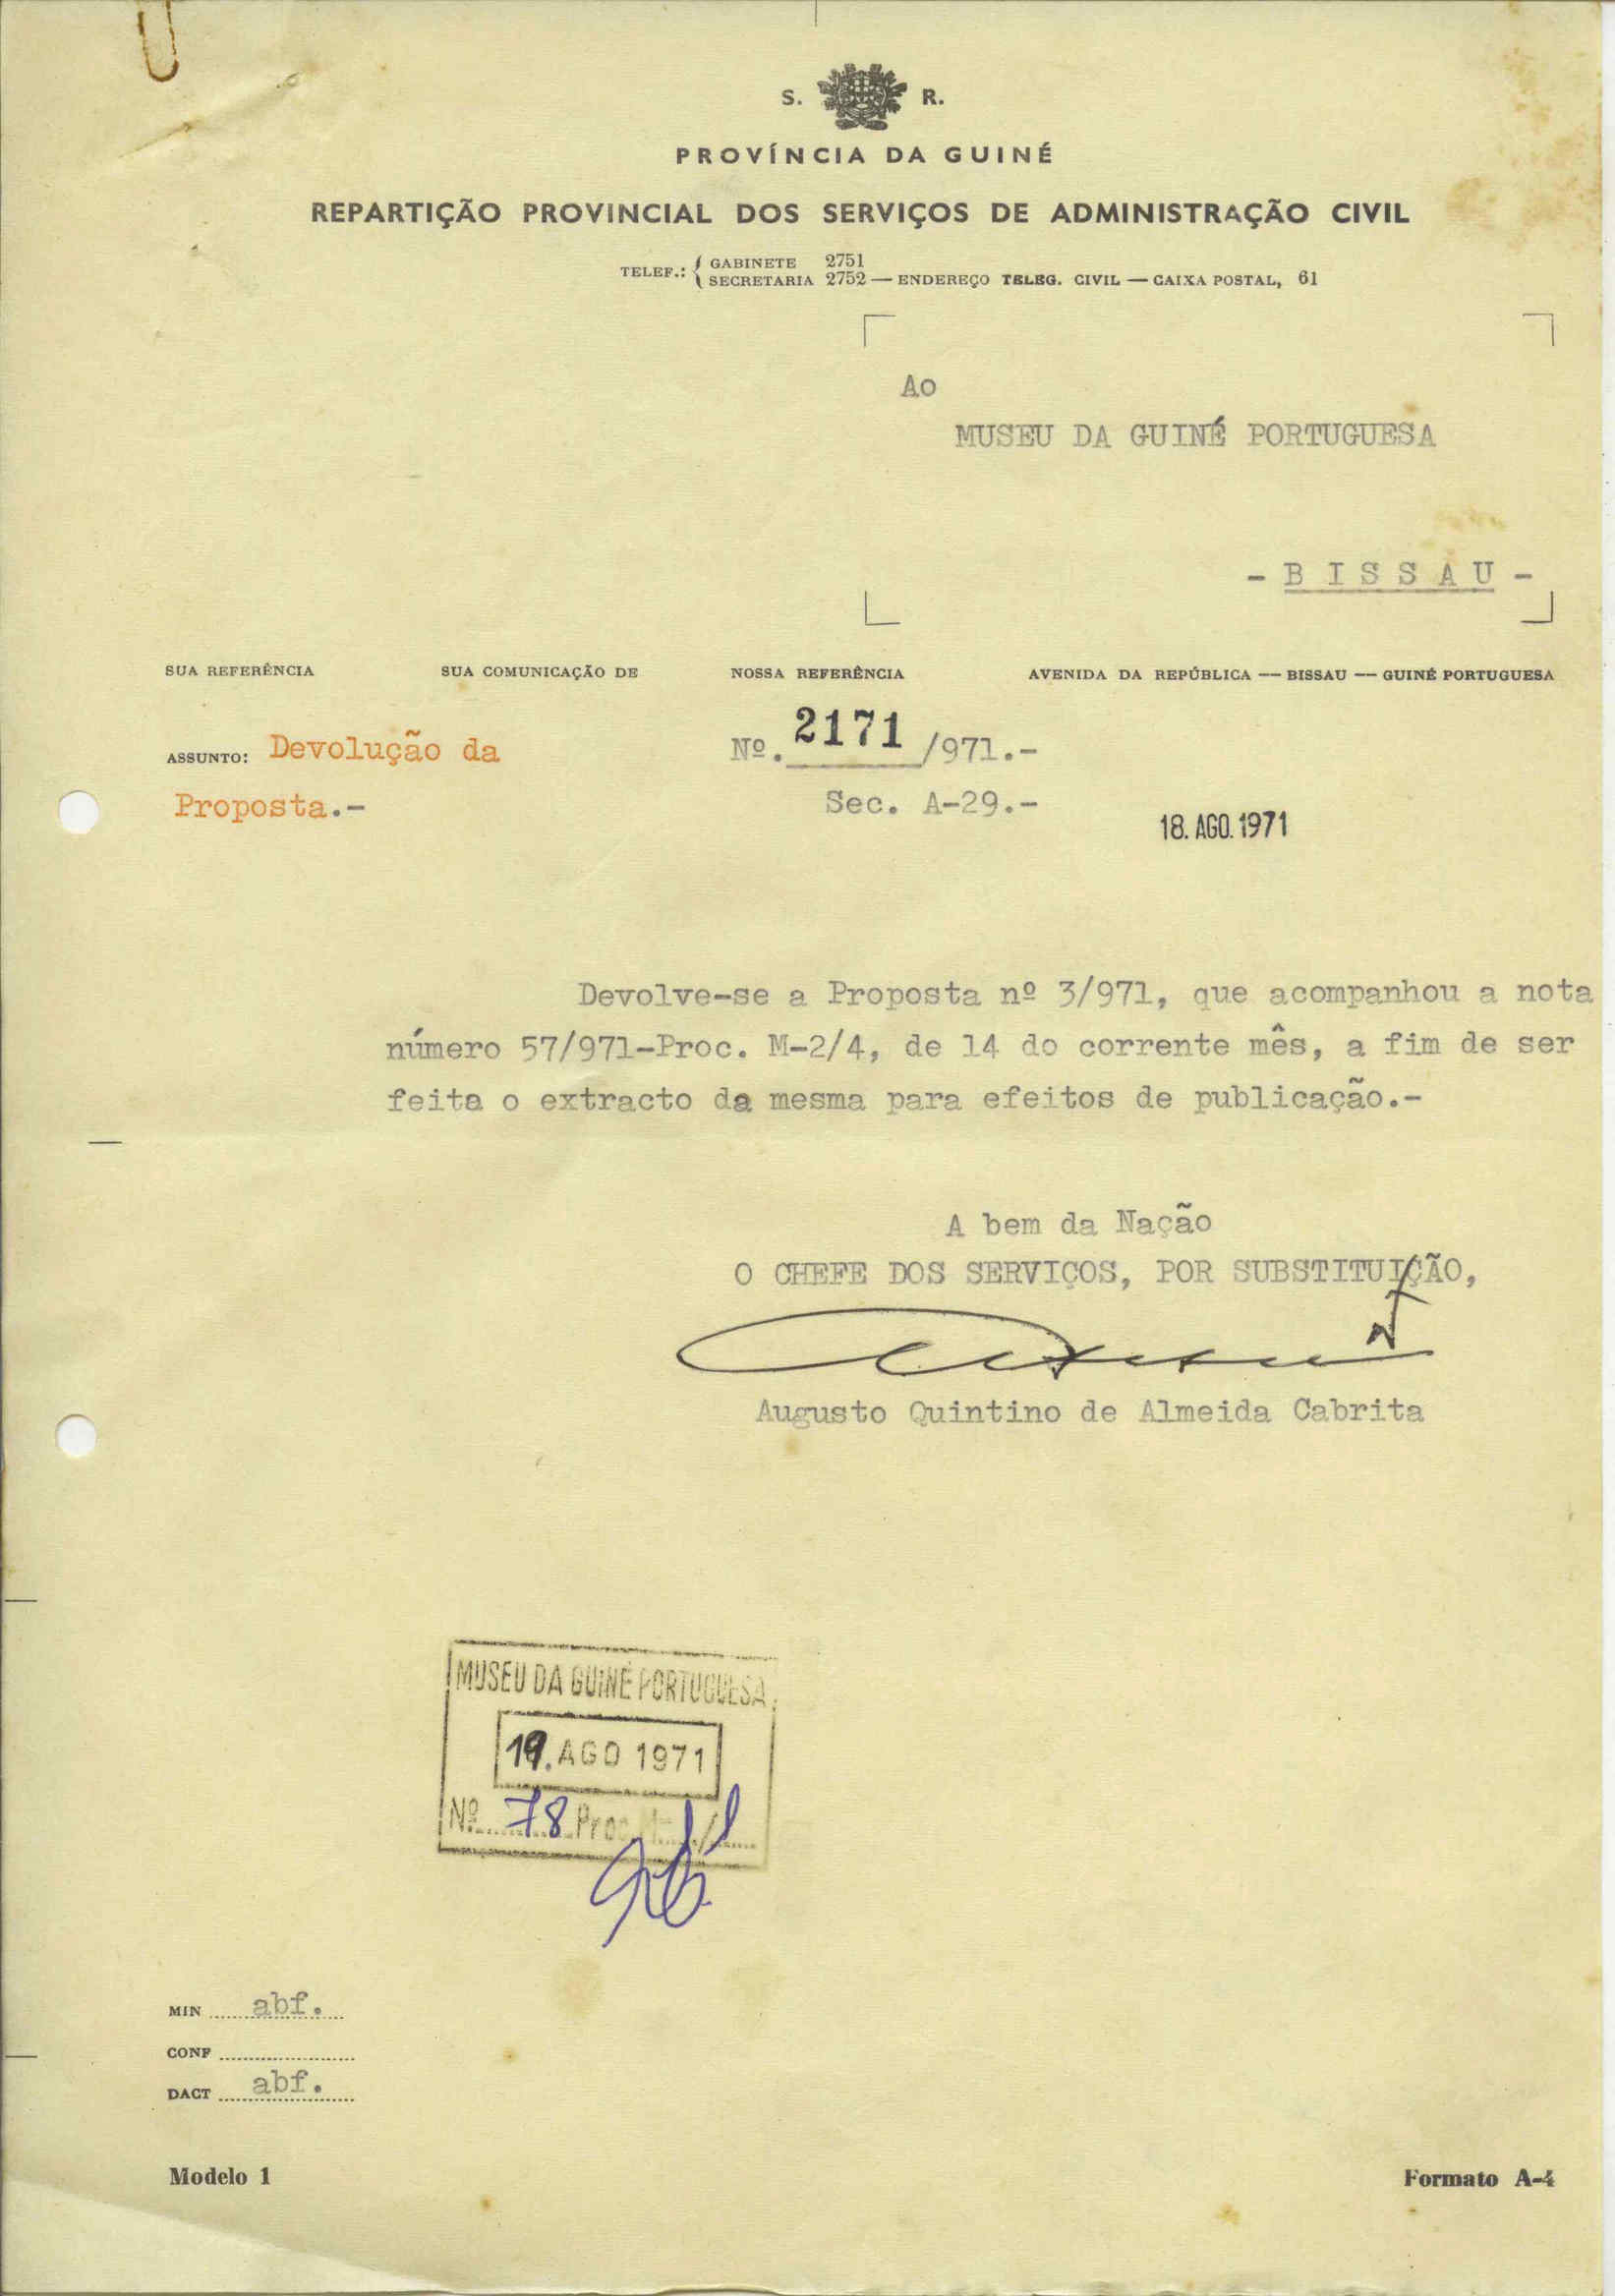 S. R.
PROVÍNCIA DA GUINÉ
REPARTIÇÃO PROVINCIAL DOS SERVIÇOS DE ADMINISTRAÇÃO CIVIL
TELEF.: { GABINETE 2751
SECRETARIA 2752 — ENDEREÇO TELEG. CIVIL — CAIXA POSTAL, 61
Ao
MUSEU DA GUINÉ PORTUGUESA
- B I S S A U -
SUA REFERÊNCIA SUA COMUNICAÇÃO DE NOSSA REFERÊNCIA AVENIDA DA REPÚBLICA — BISSAU — GUINÉ PORTUGUESA
ASSUNTO: Devolução da Nº. 2171 /971.-
Proposta.- Sec. A-29.-
18. AGO. 1971
Devolve-se a Proposta nº 3/971, que acompanhou a nota
número 57/971-Proc. M-2/4, de 14 do corrente mês, a fim de ser
feita o extracto da mesma para efeitos de publicação.-
A bem da Nação
O CHEFE DOS SERVIÇOS, POR SUBSTITUIÇÃO,
Augusto Quintino de Almeida Cabrita
MUSEU DA GUINÉ PORTUGUESA
19. AGO 1971
Nº 78 Proc.
MIN abf.
CONF
DACT abf.
Modelo 1 Formato A-4